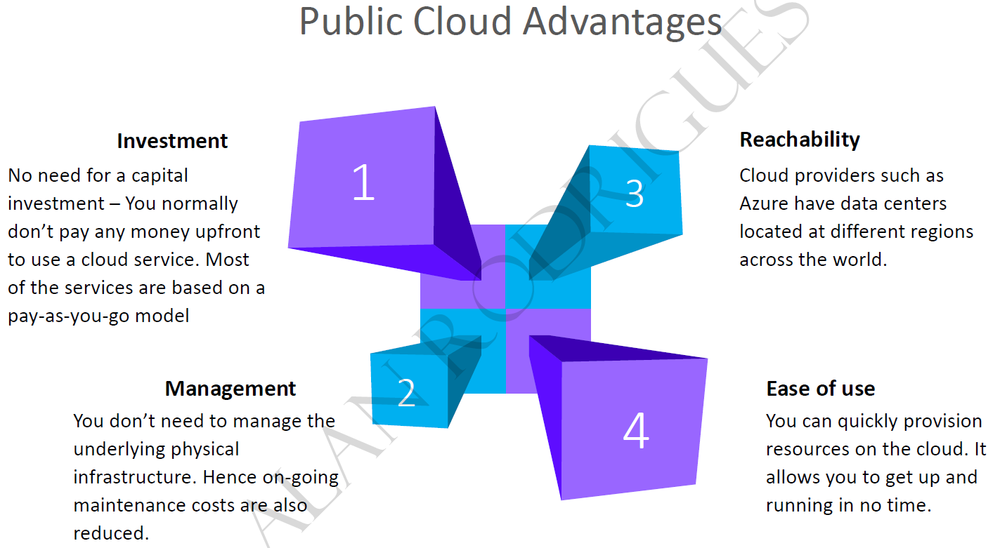 Public Cloud Advantages
Investment
No need for a capital
investment – You normally
don’t pay any money upfront
to use a cloud service. Most
of the services are based on a
pay-as-you-go model
1
Management
You don’t need to manage the
underlying physical
infrastructure. Hence on-going
maintenance costs are also
reduced.
2
Reachability
Cloud providers such as
Azure have data centers
located at different regions
across the world.
3
Ease of use
You can quickly provision
resources on the cloud. It
allows you to get up and
running in no time.
4
ALAN RODRIGUES